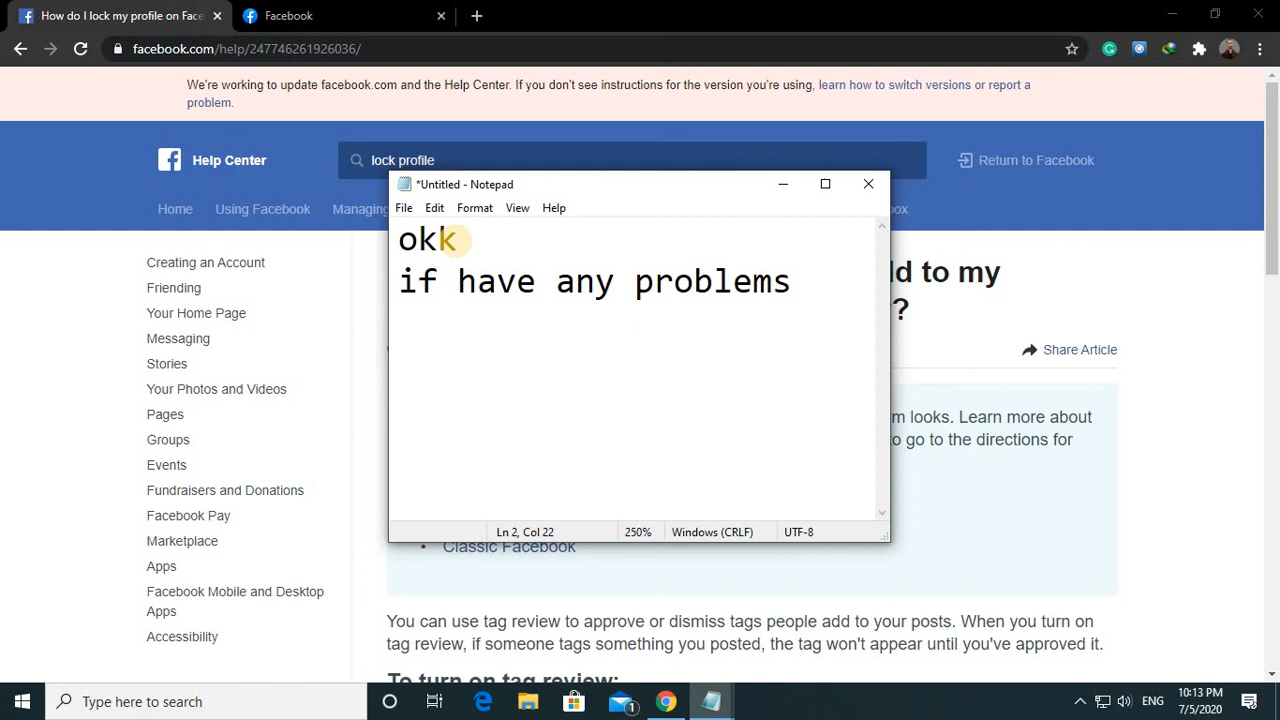 How do I lock my profile on Face
Facebook
facebook.com/help/247746261926036/
We're working to update facebook.com and the Help Center. If you don't see instructions for the version you're using, learn how to switch versions or report a
problem.
Help Center
lock profile
Return to Facebook
Home
Using Facebook
Managing
*Untitled - Notepad
File
Edit
Format
View
Help
okk
if have any problems
Ln 2, Col 22
250%
Windows (CRLF)
UTF-8
Creating an Account
Friending
Your Home Page
Messaging
Stories
Your Photos and Videos
Pages
Groups
Events
Fundraisers and Donations
Facebook Pay
Marketplace
Apps
Facebook Mobile and Desktop
Apps
Accessibility
to my
?
Share Article
looks. Learn more about
to go to the directions for
Classic Facebook
You can use tag review to approve or dismiss tags people add to your posts. When you turn on
tag review, if someone tags something you posted, the tag won't appear until you've approved it.
To turn on tag review:
Type here to search
1
ENG
10:13 PM
7/5/2020